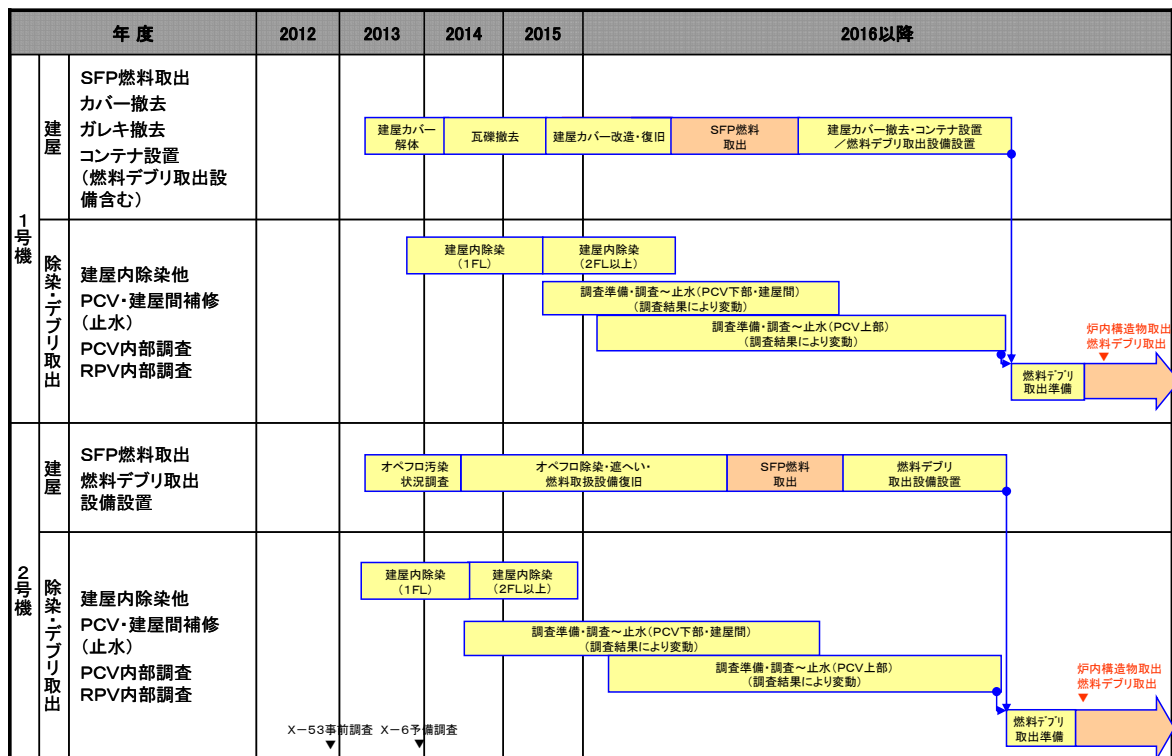 年 度 2012 2013 2014 2015 2016以降
1号機
建屋
SFP燃料取出
カバー撤去
ガレキ撤去
コンテナ設置
(燃料デブリ取出設
備含む)
建屋カバー
解体
瓦礫撤去
建屋カバー改造・復旧
SFP燃料
取出
建屋カバー撤去・コンテナ設置
/燃料デブリ取出設備設置
除染・デブリ取出
建屋内除染他
PCV・建屋間補修
(止水)
PCV内部調査
RPV内部調査
建屋内除染
(1FL)
建屋内除染
(2FL以上)
調査準備・調査~止水(PCV下部・建屋間)
(調査結果により変動)
調査準備・調査~止水(PCV上部)
(調査結果により変動)
炉内構造物取出
燃料デブリ取出
燃料デブリ
取出準備
2号機
建屋
SFP燃料取出
燃料デブリ取出
設備設置
オペフロ汚染
状況調査
オペフロ除染・遮へい・
燃料取扱設備復旧
SFP燃料
取出
燃料デブリ
取出設備設置
除染・デブリ取出
建屋内除染他
PCV・建屋間補修
(止水)
PCV内部調査
RPV内部調査
建屋内除染
(1FL)
建屋内除染
(2FL以上)
調査準備・調査~止水(PCV下部・建屋間)
(調査結果により変動)
調査準備・調査~止水(PCV上部)
(調査結果により変動)
炉内構造物取出
燃料デブリ取出
燃料デブリ
取出準備
X-53事前調査 X-6予備調査